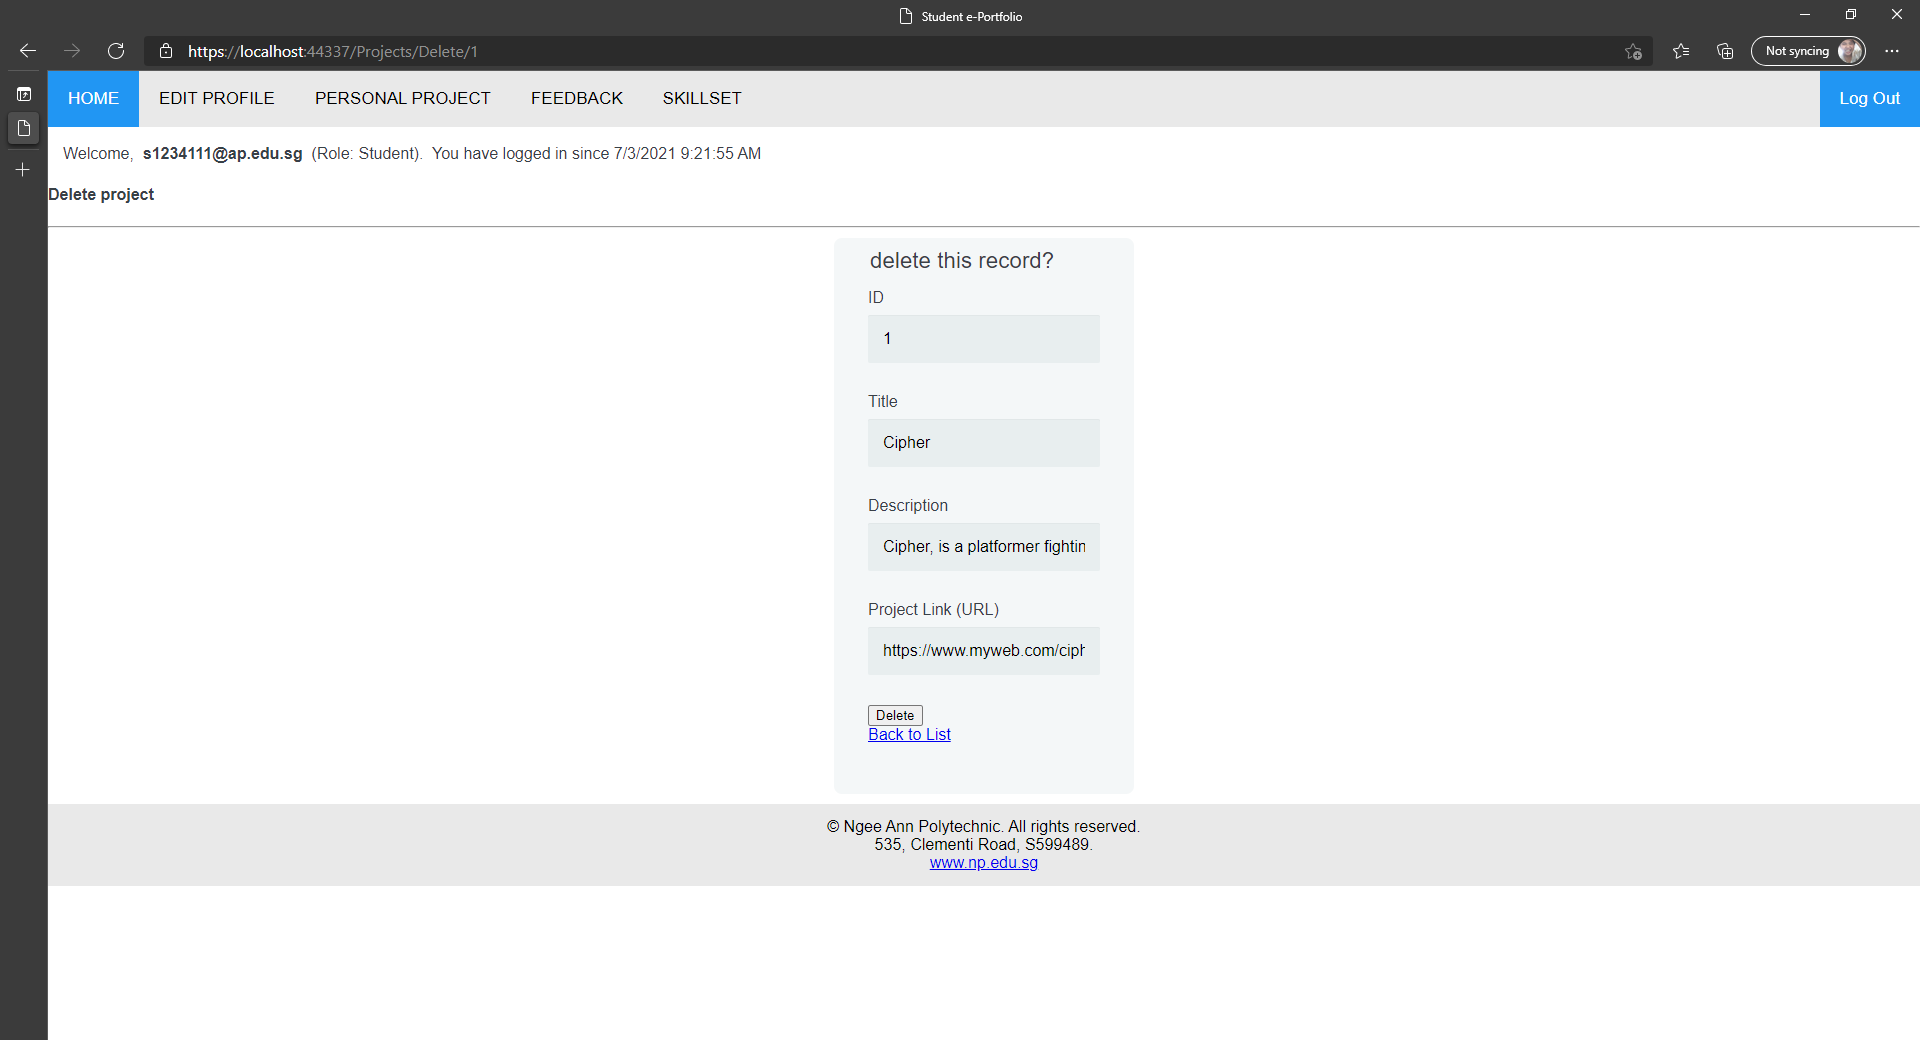 Student e-Portfolio
https://localhost:44337/Projects/Delete/1
Not syncing
HOME EDIT PROFILE PERSONAL PROJECT FEEDBACK SKILLSET Log Out
Welcome, s1234111@ap.edu.sg (Role: Student). You have logged in since 7/3/2021 9:21:55 AM
Delete project
delete this record?
ID
1
Title
Cipher
Description
Cipher, is a platformer fightin
Project Link (URL)
https://www.myweb.com/ciph
Delete
Back to List
© Ngee Ann Polytechnic. All rights reserved.
535, Clementi Road, S599489.
www.np.edu.sg